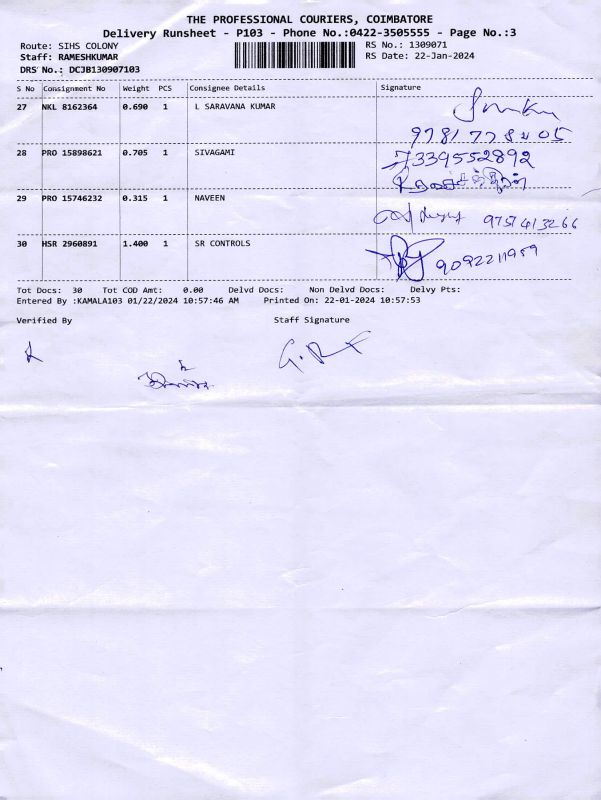 THE PROFESSIONAL COURIERS, COIMBATORE
Delivery Runsheet - P103 - Phone No.:0422-3505555 - Page No.:3
Route: SIHS COLONY RS No.: 1309071
Staff: RAMESHKUMAR RS Date: 22-Jan-2024
DRS No.: DCJB130907103
S No Consignment No Weight PCS Consignee Details Signature
27 NKL 8162364 0.690 1 L SARAVANA KUMAR
28 PRO 15898621 0.705 1 SIVAGAMI 7339552892
29 PRO 15746232 0.315 1 NAVEEN 9757413266
30 HSR 2960891 1.400 1 SR CONTROLS 9092211959
Tot Docs: 30 Tot COD Amt: 0.00 Delvd Docs: Non Delvd Docs: Delvy Pts:
Entered By :KAMALA103 01/22/2024 10:57:46 AM Printed On: 22-01-2024 10:57:53
Verified By Staff Signature